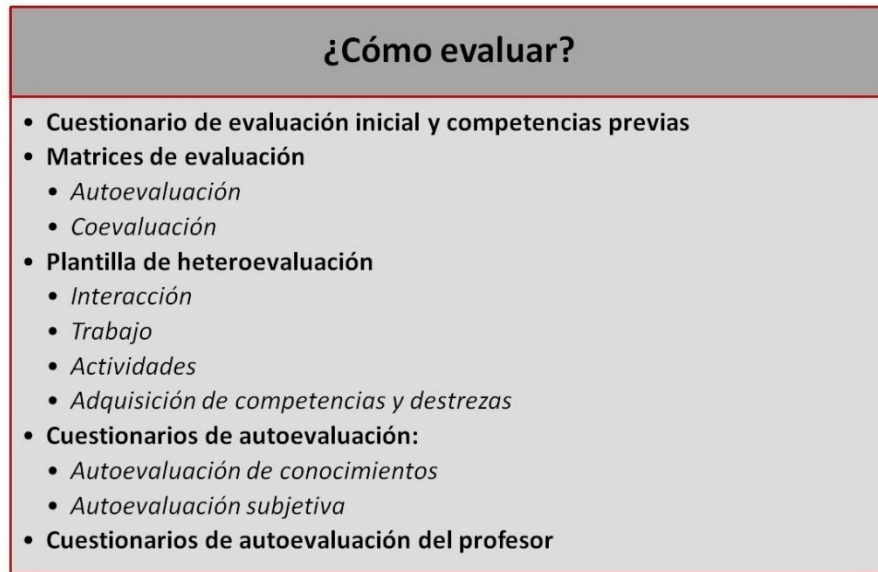 ¿Cómo evaluar?
• Cuestionario de evaluación inicial y competencias previas
• Matrices de evaluación
• Autoevaluación
• Coevaluación
• Plantilla de heteroevaluación
• Interacción
• Trabajo
• Actividades
• Adquisición de competencias y destrezas
• Cuestionarios de autoevaluación:
• Autoevaluación de conocimientos
• Autoevaluación subjetiva
• Cuestionarios de autoevaluación del profesor